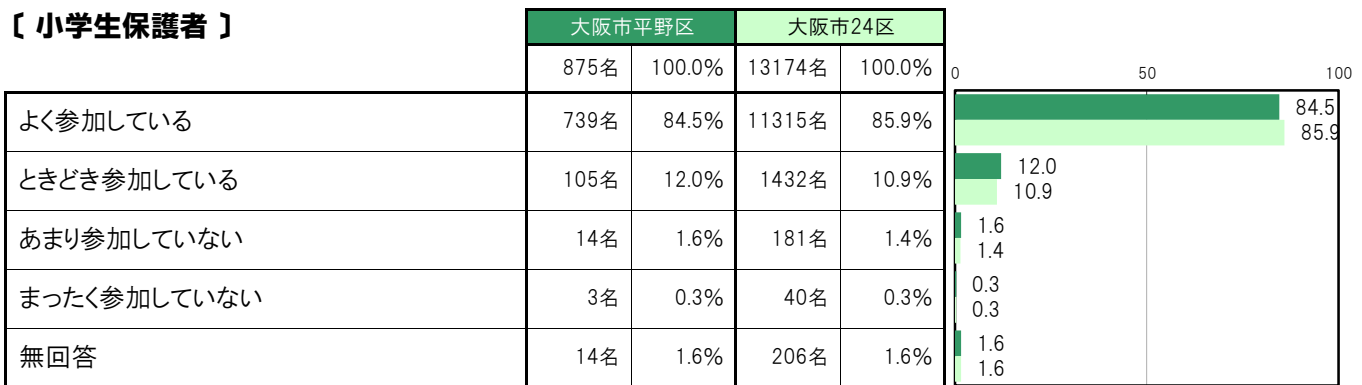 〔 小学生保護者 〕
大阪市平野区 大阪市24区
875名 100.0% 13174名 100.0% 0 50 100
よく参加している 739名 84.5% 11315名 85.9% 84.5
85.9
ときどき参加している 105名 12.0% 1432名 10.9% 12.0
10.9
あまり参加していない 14名 1.6% 181名 1.4% 1.6
1.4
まったく参加していない 3名 0.3% 40名 0.3% 0.3
0.3
無回答 14名 1.6% 206名 1.6% 1.6
1.6